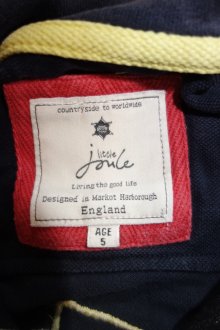 countryside to worldwide
little
joule
Living the good life
Designed in Market Harborough
England
AGE
5